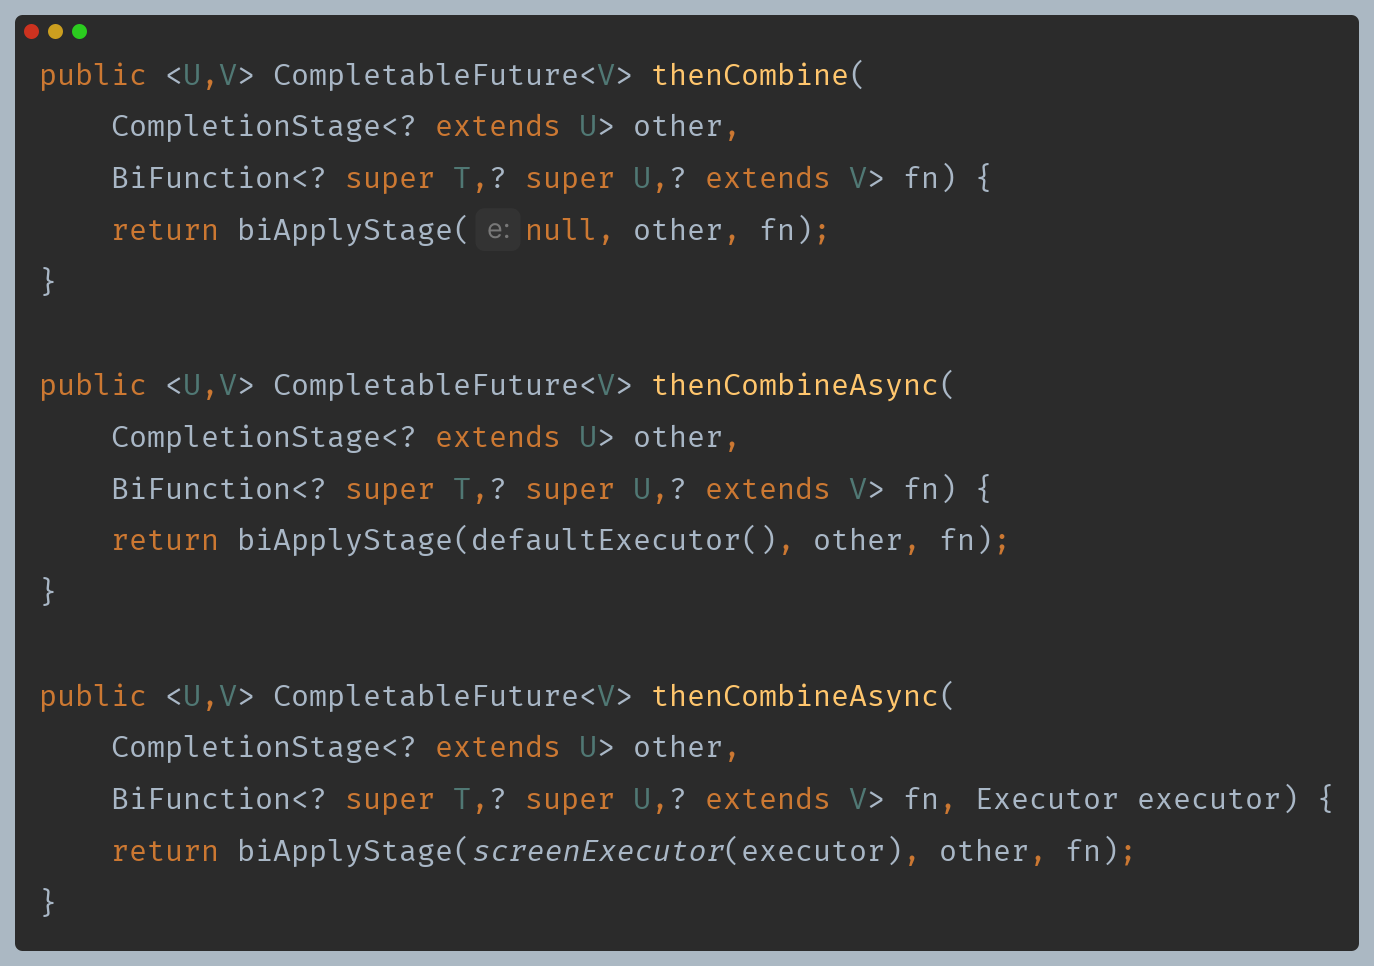 public <U,V> CompletableFuture<V> thenCombine(
    CompletionStage<? extends U> other,
    BiFunction<? super T,? super U,? extends V> fn) {
    return biApplyStage( e: null, other, fn);
}

public <U,V> CompletableFuture<V> thenCombineAsync(
    CompletionStage<? extends U> other,
    BiFunction<? super T,? super U,? extends V> fn) {
    return biApplyStage(defaultExecutor(), other, fn);
}

public <U,V> CompletableFuture<V> thenCombineAsync(
    CompletionStage<? extends U> other,
    BiFunction<? super T,? super U,? extends V> fn, Executor executor) {
    return biApplyStage(screenExecutor(executor), other, fn);
}